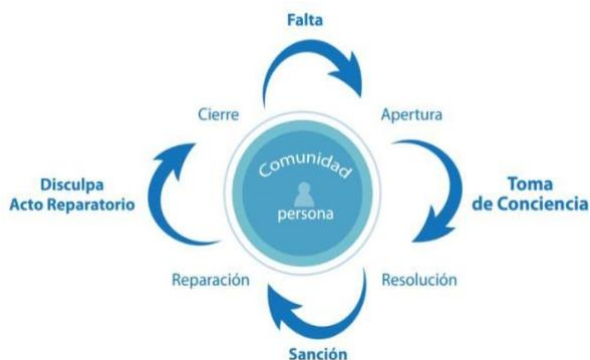 Falta
Cierre
Apertura
Comunidad
persona
Disculpa
Acto Reparatorio
Toma
de Conciencia
Reparación
Resolución
Sanción